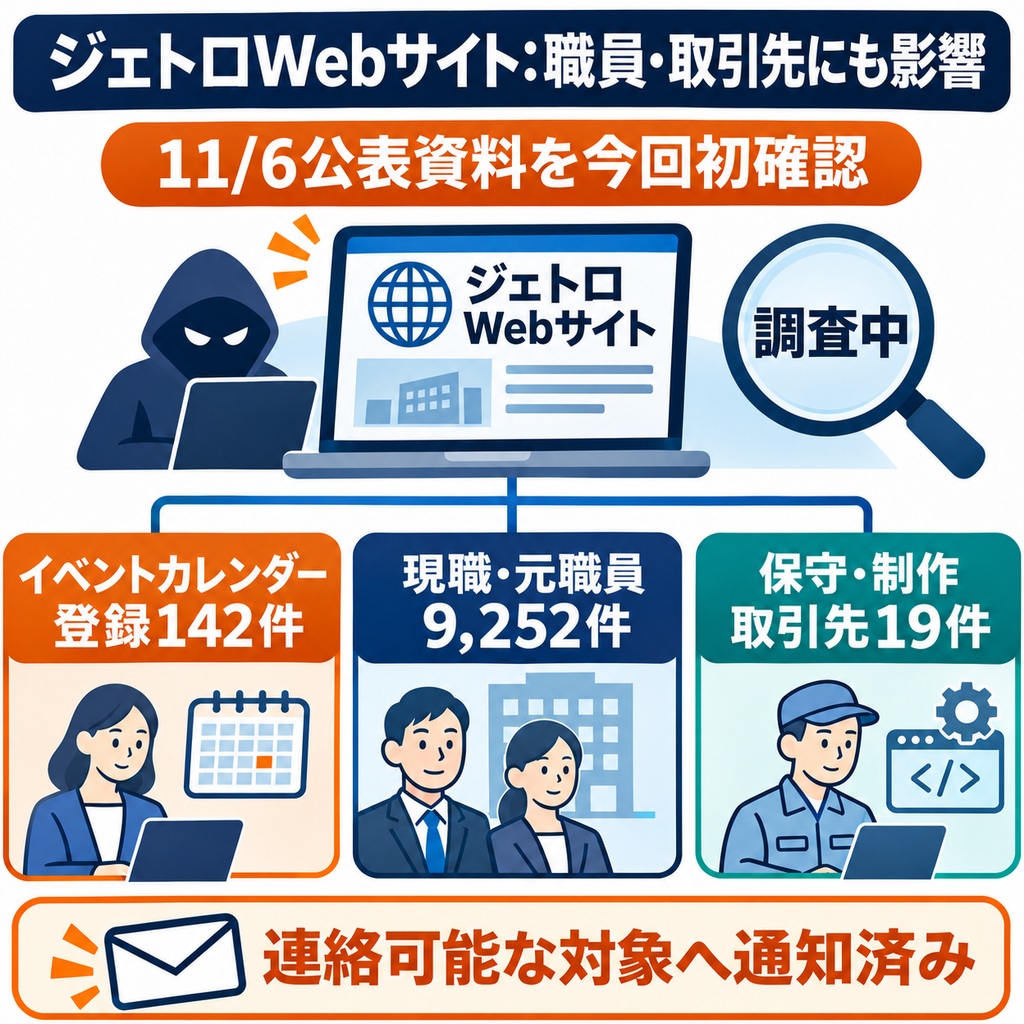 ジェトロWebサイト:職員・取引先にも影響
11/6公表資料を今回初確認
ジェトロ
Webサイト
調査中
イベントカレンダー
登録142件
現職・元職員
9,252件
保守・制作
取引先19件
</>
連絡可能な対象へ通知済み